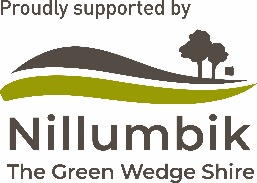 Proudly supported by
Nillumbik
The Green Wedge Shire